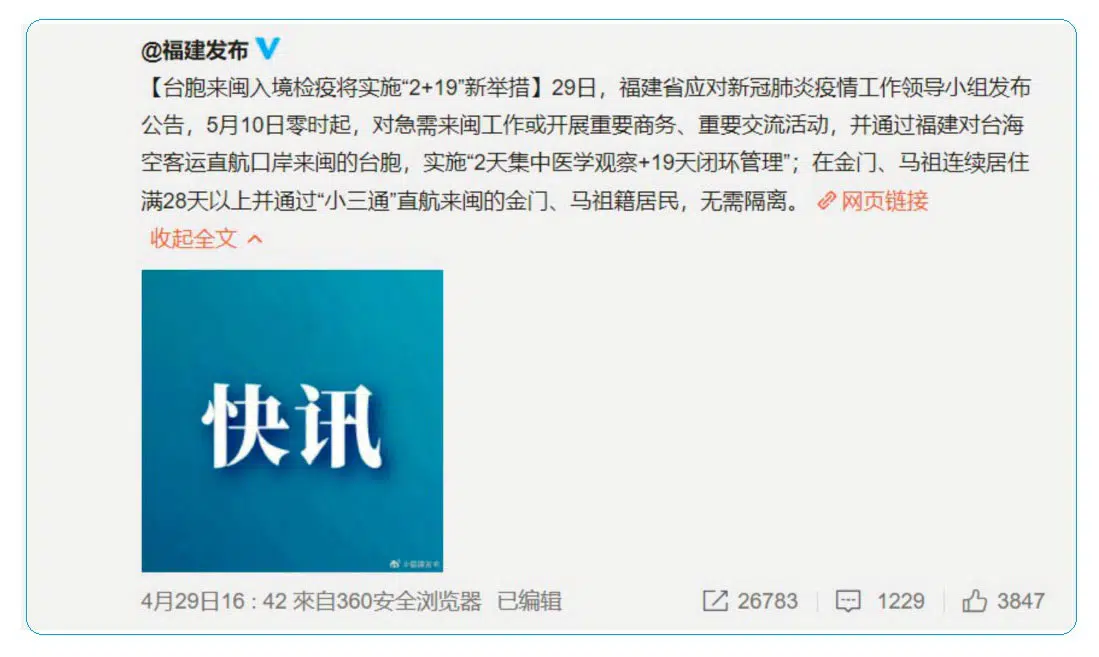 @福建发布
【台胞来闽入境检疫将实施“2+19”新举措】29日，福建省应对新冠肺炎疫情工作领导小组发布
公告，5月10日零时起，对急需来闽工作或开展重要商务、重要交流活动，并通过福建对台海
空客运直航口岸来闽的台胞，实施“2天集中医学观察+19天闭环管理”；在金门、马祖连续居住
满28天以上并通过“小三通”直航来闽的金门、马祖籍居民，无需隔离。 网页链接
收起全文
快讯
@福建发布
4月29日16 : 42 來自360安全浏览器 已编辑 26783 1229 3847